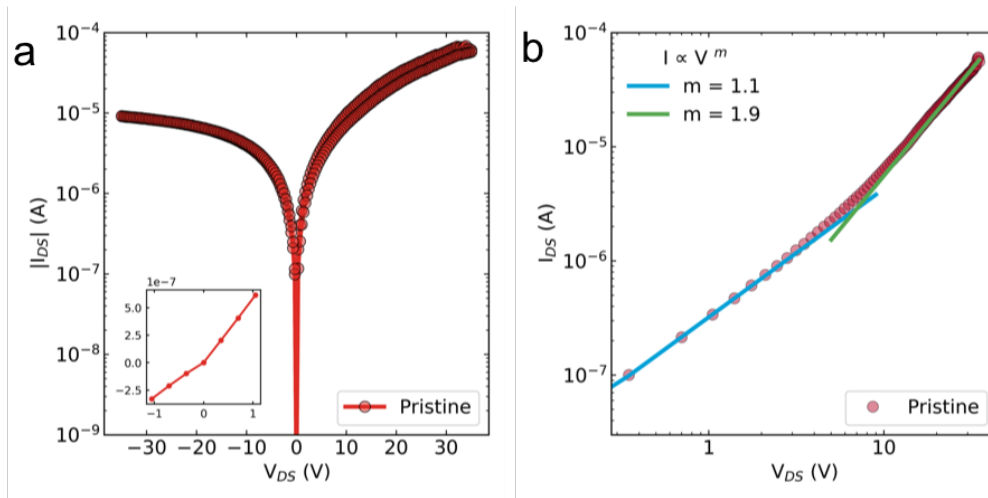 a
|I_DS| (A)
10⁻⁴
10⁻⁵
10⁻⁶
10⁻⁷
10⁻⁸
10⁻⁹
1e−7
5.0
2.5
0.0
−2.5
−1 0 1
Pristine
−30 −20 −10 0 10 20 30
V_DS (V)
b
I_DS (A)
10⁻⁴
10⁻⁵
10⁻⁶
10⁻⁷
I ∝ V ᵐ
m = 1.1
m = 1.9
Pristine
1 10
V_DS (V)